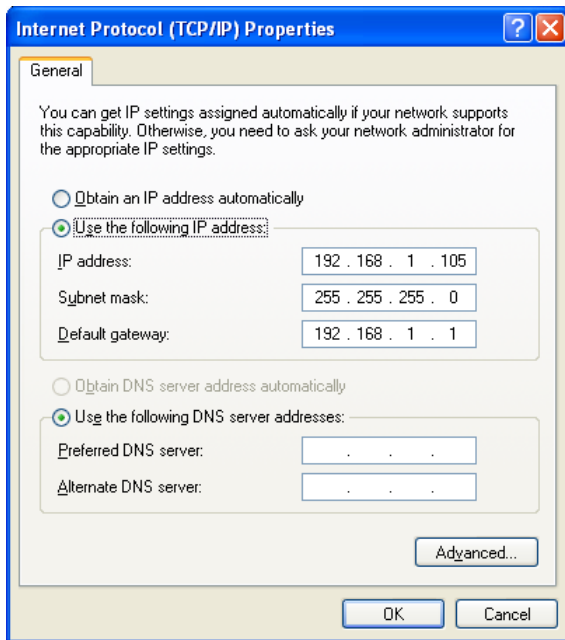 Internet Protocol (TCP/IP) Properties
General
You can get IP settings assigned automatically if your network supports
this capability. Otherwise, you need to ask your network administrator for
the appropriate IP settings.
Obtain an IP address automatically
Use the following IP address:
IP address: 192 . 168 . 1 . 105
Subnet mask: 255 . 255 . 255 . 0
Default gateway: 192 . 168 . 1 . 1
Obtain DNS server address automatically
Use the following DNS server addresses:
Preferred DNS server: . . .
Alternate DNS server: . . .
Advanced...
OK Cancel